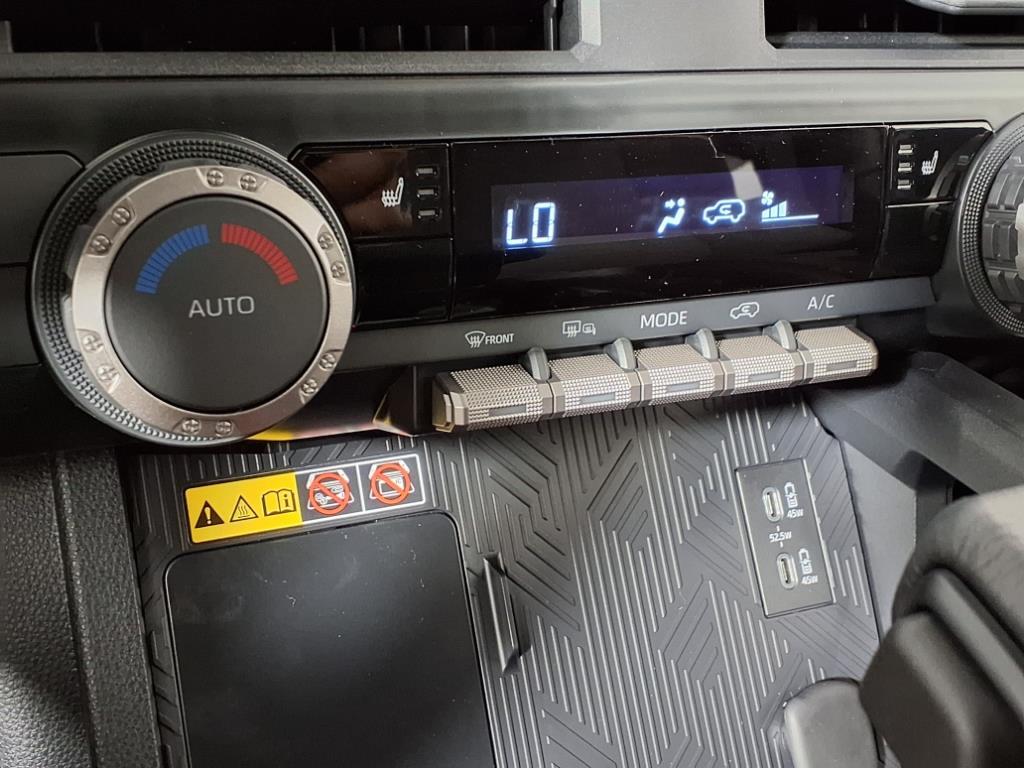 LO
AUTO
FRONT
MODE
A/C
45W
52.5W
45W